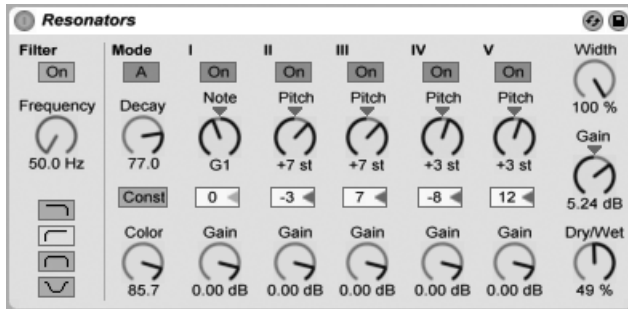 Resonators
Filter Mode I II III IV V Width
On A On On On On On
Frequency Decay Note Pitch Pitch Pitch Pitch 100 %
50.0 Hz 77.0 G1 +7 st +7 st +3 st +3 st Gain
Const 0 -3 7 -8 12 5.24 dB
Color Gain Gain Gain Gain Gain Dry/Wet
85.7 0.00 dB 0.00 dB 0.00 dB 0.00 dB 0.00 dB 49 %